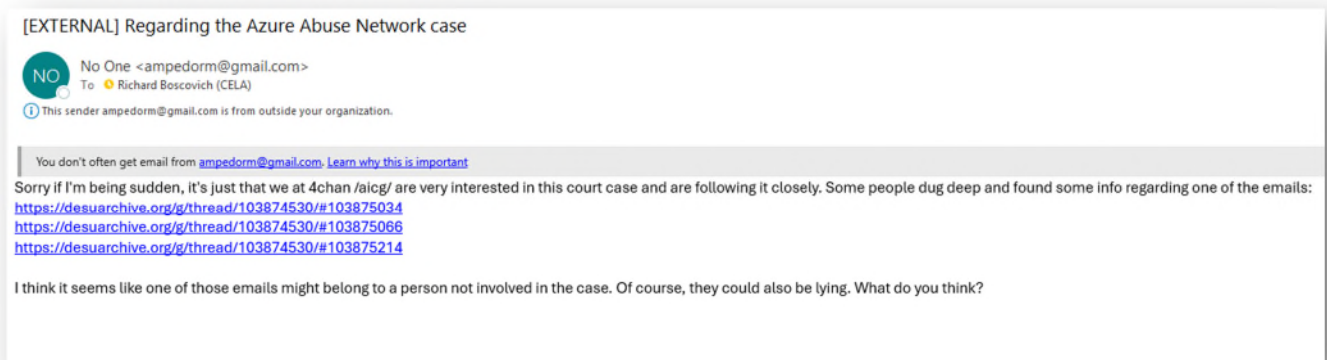 [EXTERNAL] Regarding the Azure Abuse Network case
NO
No One <ampedorm@gmail.com>
To Richard Boscovich (CELA)
This sender ampedorm@gmail.com is from outside your organization.
You don't often get email from ampedorm@gmail.com. Learn why this is important
Sorry if I'm being sudden, it's just that we at 4chan /aicg/ are very interested in this court case and are following it closely. Some people dug deep and found some info regarding one of the emails:
https://desuarchive.org/g/thread/103874530/#103875034
https://desuarchive.org/g/thread/103874530/#103875066
https://desuarchive.org/g/thread/103874530/#103875214
I think it seems like one of those emails might belong to a person not involved in the case. Of course, they could also be lying. What do you think?